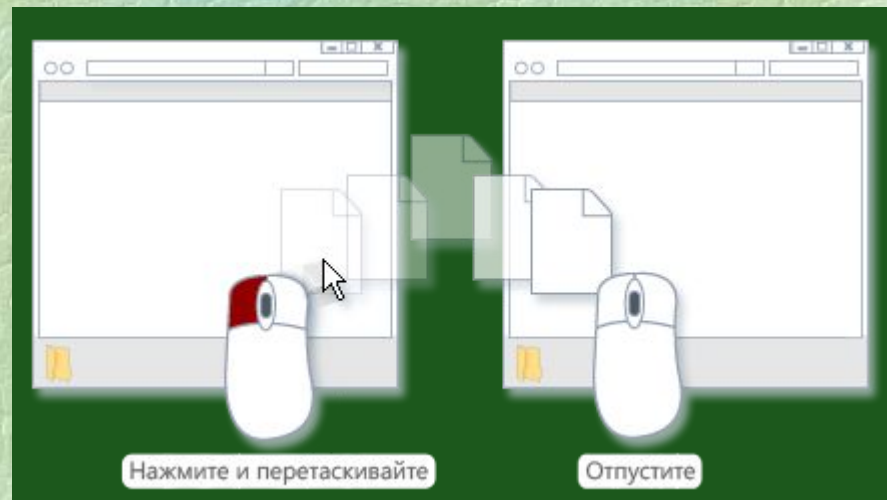 Нажмите и перетаскивайте
Отпустите